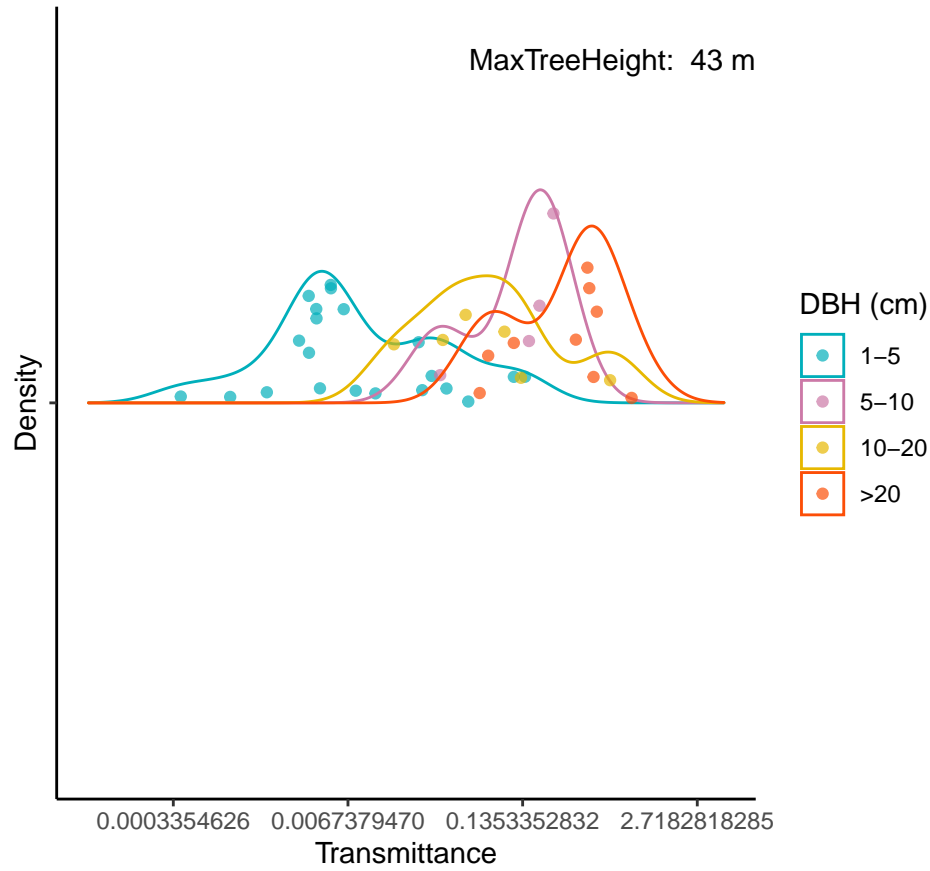 MaxTreeHeight:  43 m
Density
DBH (cm)
1–5
5–10
10–20
>20
0.0003354626 0.0067379470 0.1353352832 2.7182818285
Transmittance